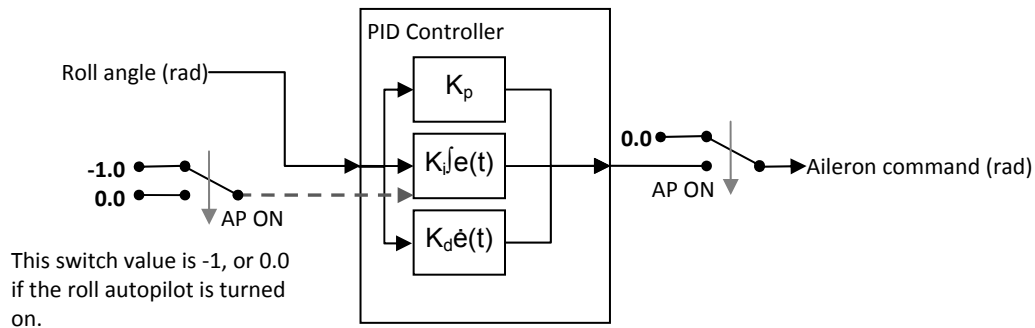 PID Controller
Roll angle (rad)
Kp
Ki∫e(t)
Kdė(t)
-1.0
0.0
AP ON
0.0
AP ON
Aileron command (rad)
This switch value is -1, or 0.0
if the roll autopilot is turned
on.